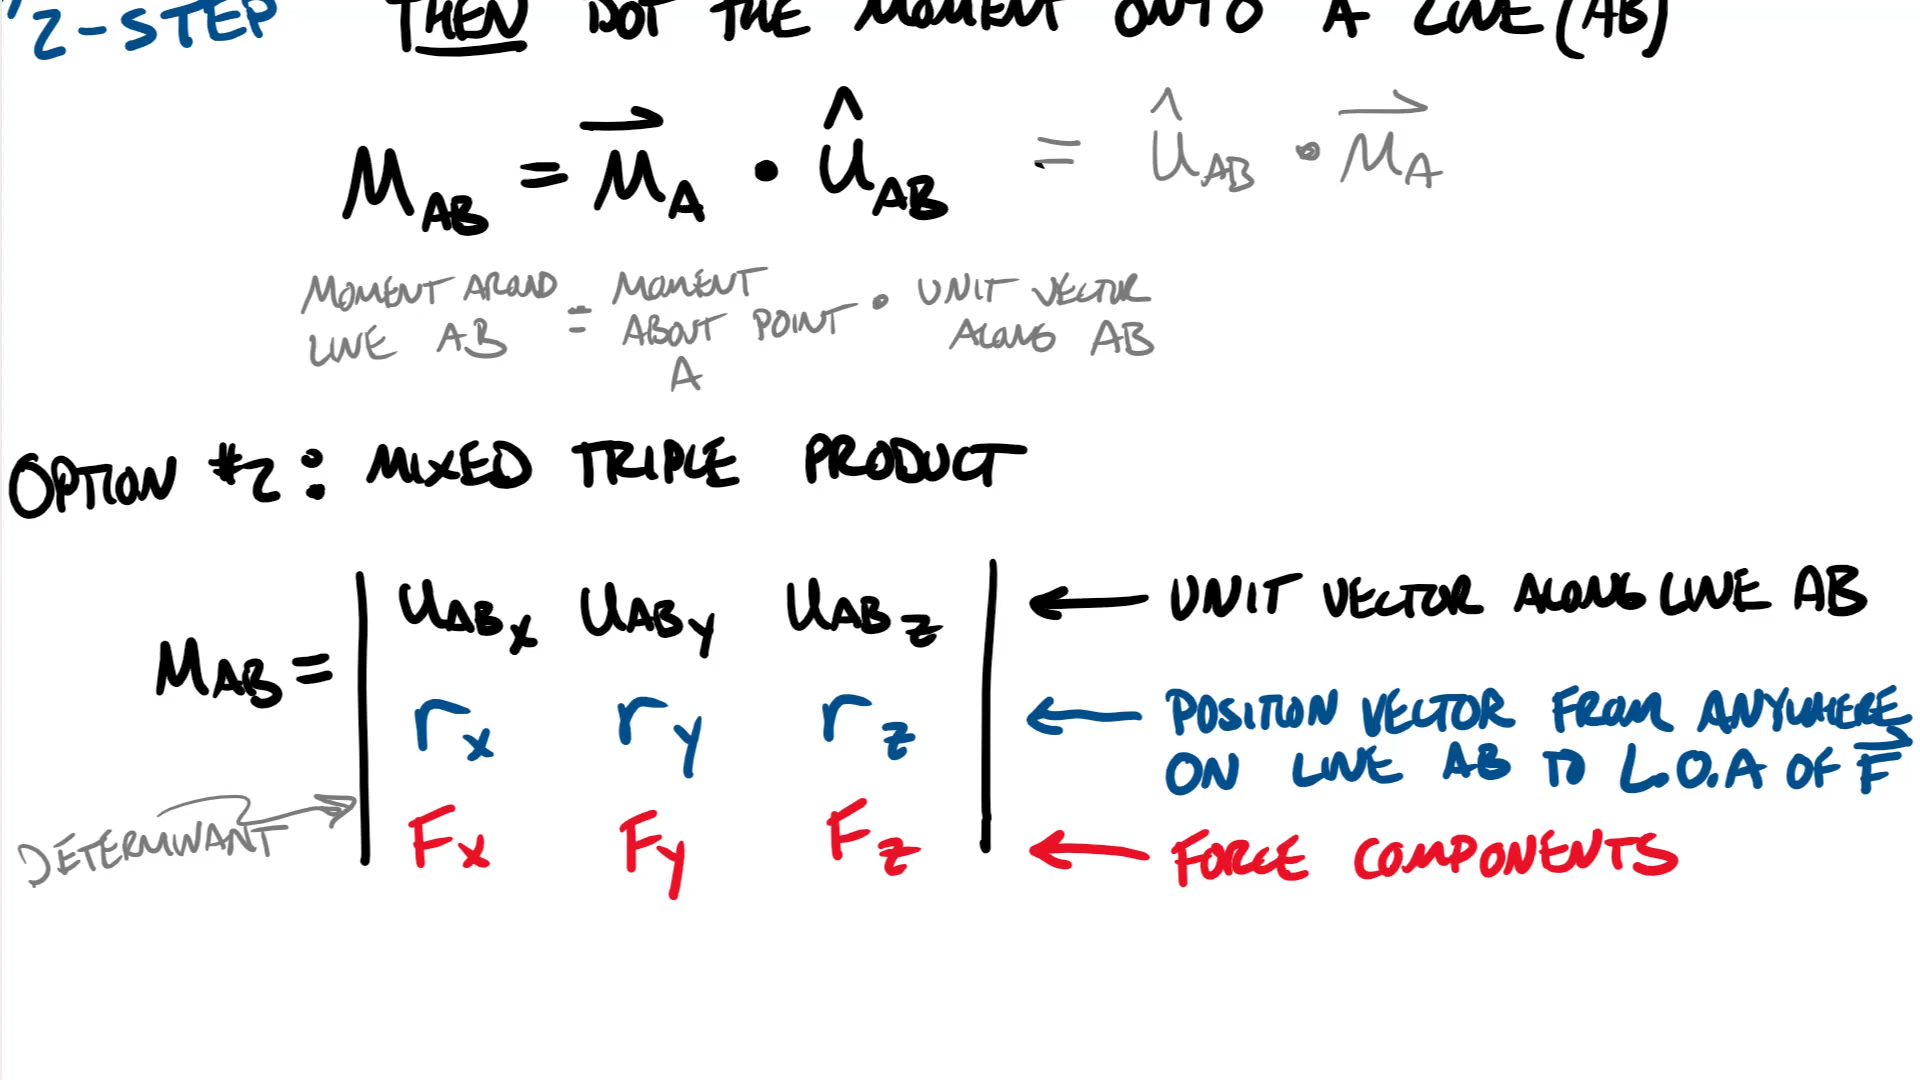 2-STEP THEN DOT THE MOMENT ONTO A LINE (AB)
M_AB = M⃗_A • û_AB = û_AB • M⃗_A
MOMENT AROUND LINE AB = MOMENT ABOUT POINT A • UNIT VECTOR ALONG AB
OPTION #2: MIXED TRIPLE PRODUCT
M_AB =
u_ABx u_ABy u_ABz ← UNIT VECTOR ALONG LINE AB
r_x r_y r_z ← POSITION VECTOR FROM ANYWHERE
ON LINE AB TO L.O.A OF F⃗
DETERMINANT
F_x F_y F_z ← FORCE COMPONENTS